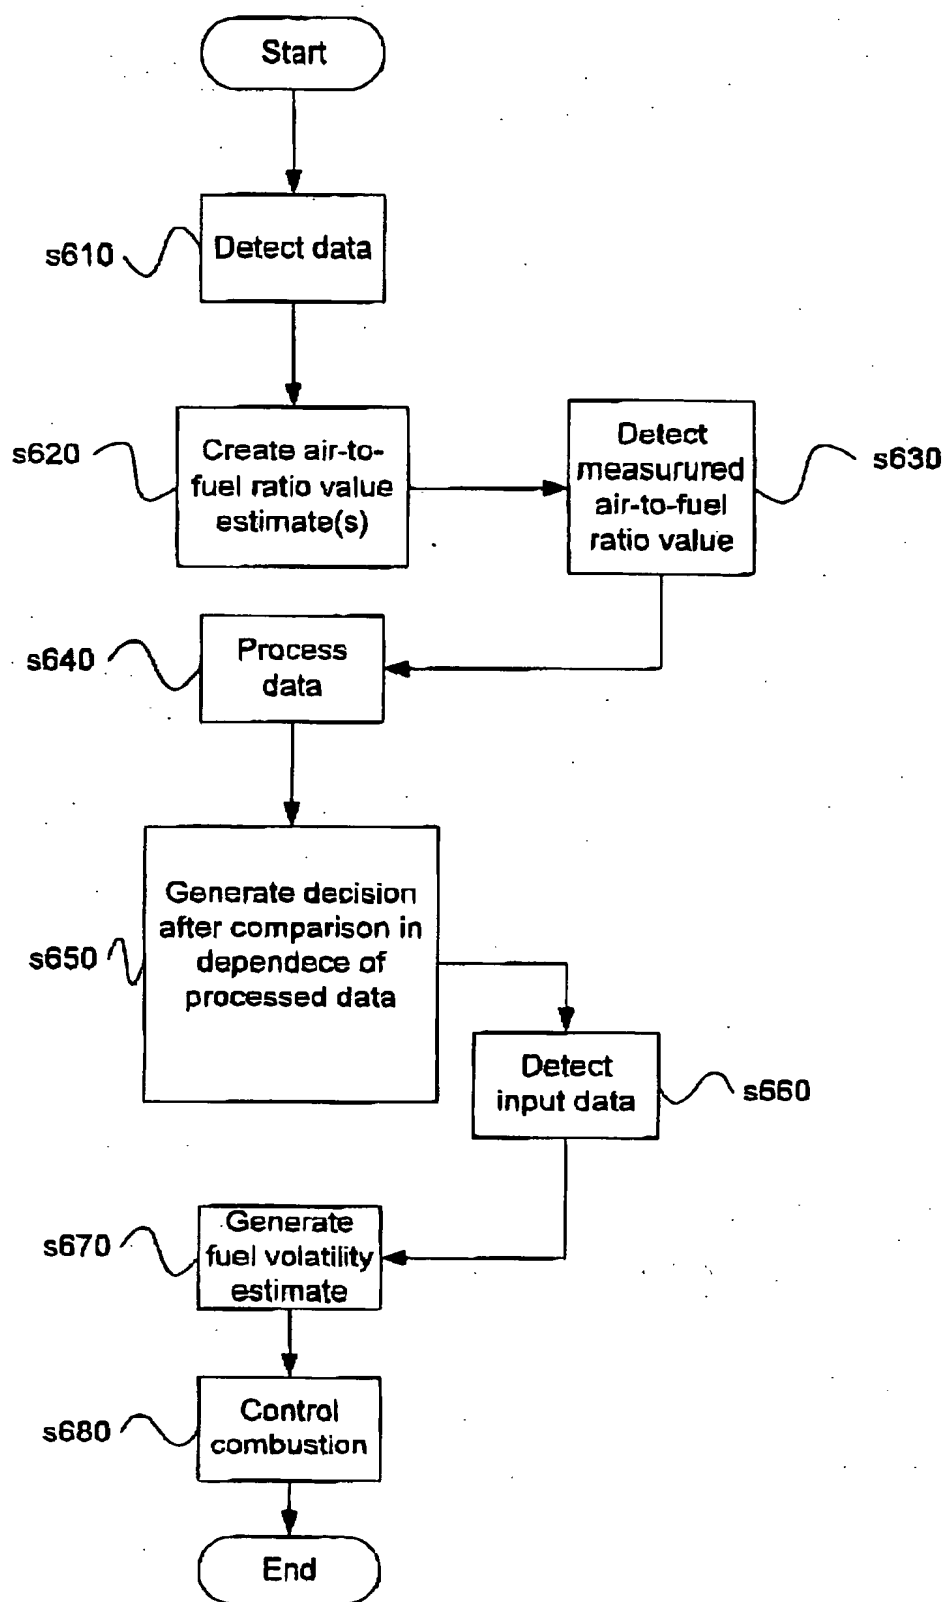 Start
s610
Detect data
s620
Create air-to-
fuel ratio value
estimate(s)
Detect
measurured
air-to-fuel
ratio value
s630
s640
Process
data
s650
Generate decision
after comparison in
dependece of
processed data
Detect
input data
s660
s670
Generate
fuel volatility
estimate
s680
Control
combustion
End